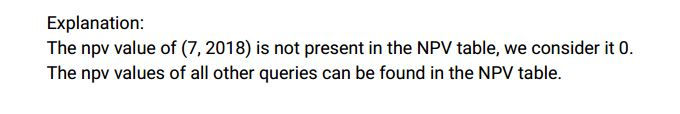 Explanation:
The npv value of (7, 2018) is not present in the NPV table, we consider it 0.
The npv values of all other queries can be found in the NPV table.